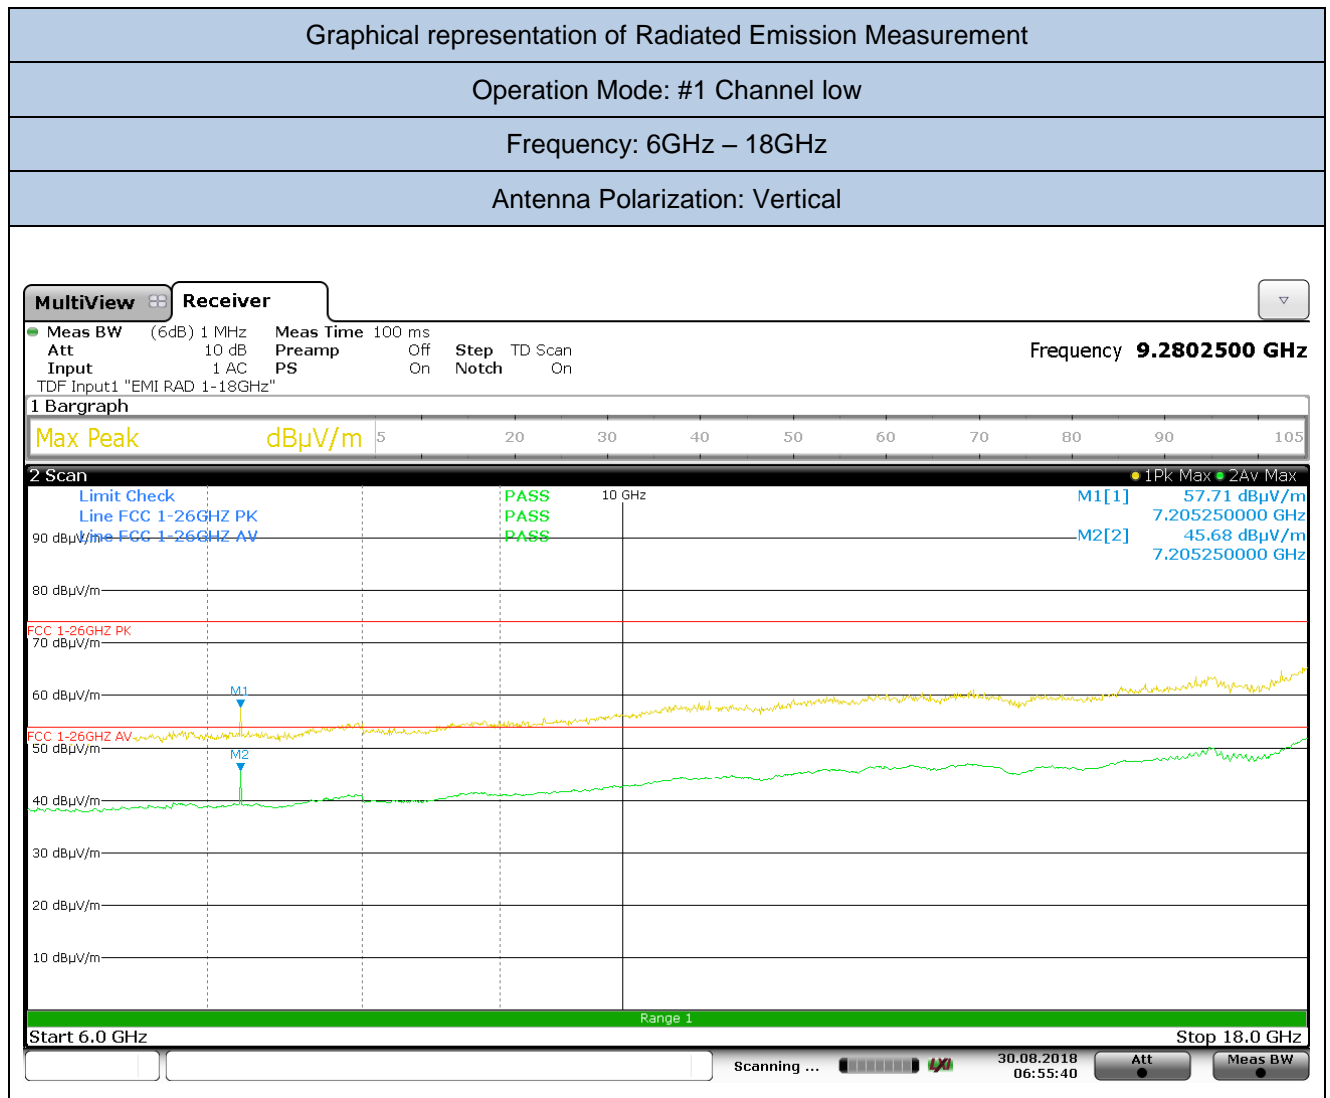 Graphical representation of Radiated Emission Measurement
Operation Mode: #1 Channel low
Frequency: 6GHz – 18GHz
Antenna Polarization: Vertical
MultiView Receiver
Meas BW (6dB) 1 MHz Meas Time 100 ms
Att 10 dB Preamp Off Step TD Scan
Input 1 AC PS On Notch On
Frequency 9.2802500 GHz
TDF Input1 "EMI RAD 1-18GHz"
1 Bargraph
Max Peak dBµV/m 5 20 30 40 50 60 70 80 90 105
2 Scan 1Pk Max 2Av Max
Limit Check PASS 10 GHz M1[1] 57.71 dBµV/m
Line FCC 1-26GHZ PK PASS 7.205250000 GHz
90 dBµV/m Line FCC 1-26GHZ AV PASS M2[2] 45.68 dBµV/m
7.205250000 GHz
80 dBµV/m
FCC 1-26GHZ PK
70 dBµV/m
60 dBµV/m M1
FCC 1-26GHZ AV
50 dBµV/m M2
40 dBµV/m
30 dBµV/m
20 dBµV/m
10 dBµV/m
Range 1
Start 6.0 GHz Stop 18.0 GHz
Scanning ... LXI 30.08.2018 06:55:40 Att Meas BW